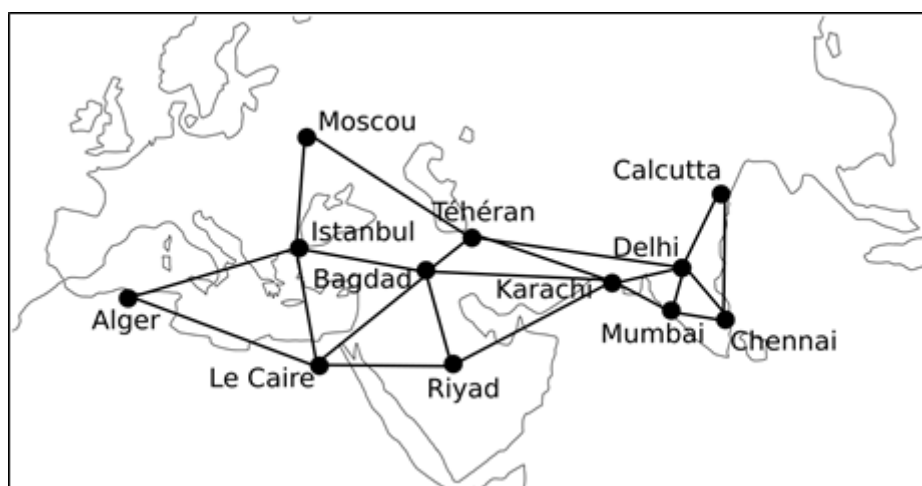 Moscou
Calcutta
Téhéran
Istanbul
Delhi
Bagdad
Karachi
Alger
Mumbai
Chennai
Le Caire
Riyad